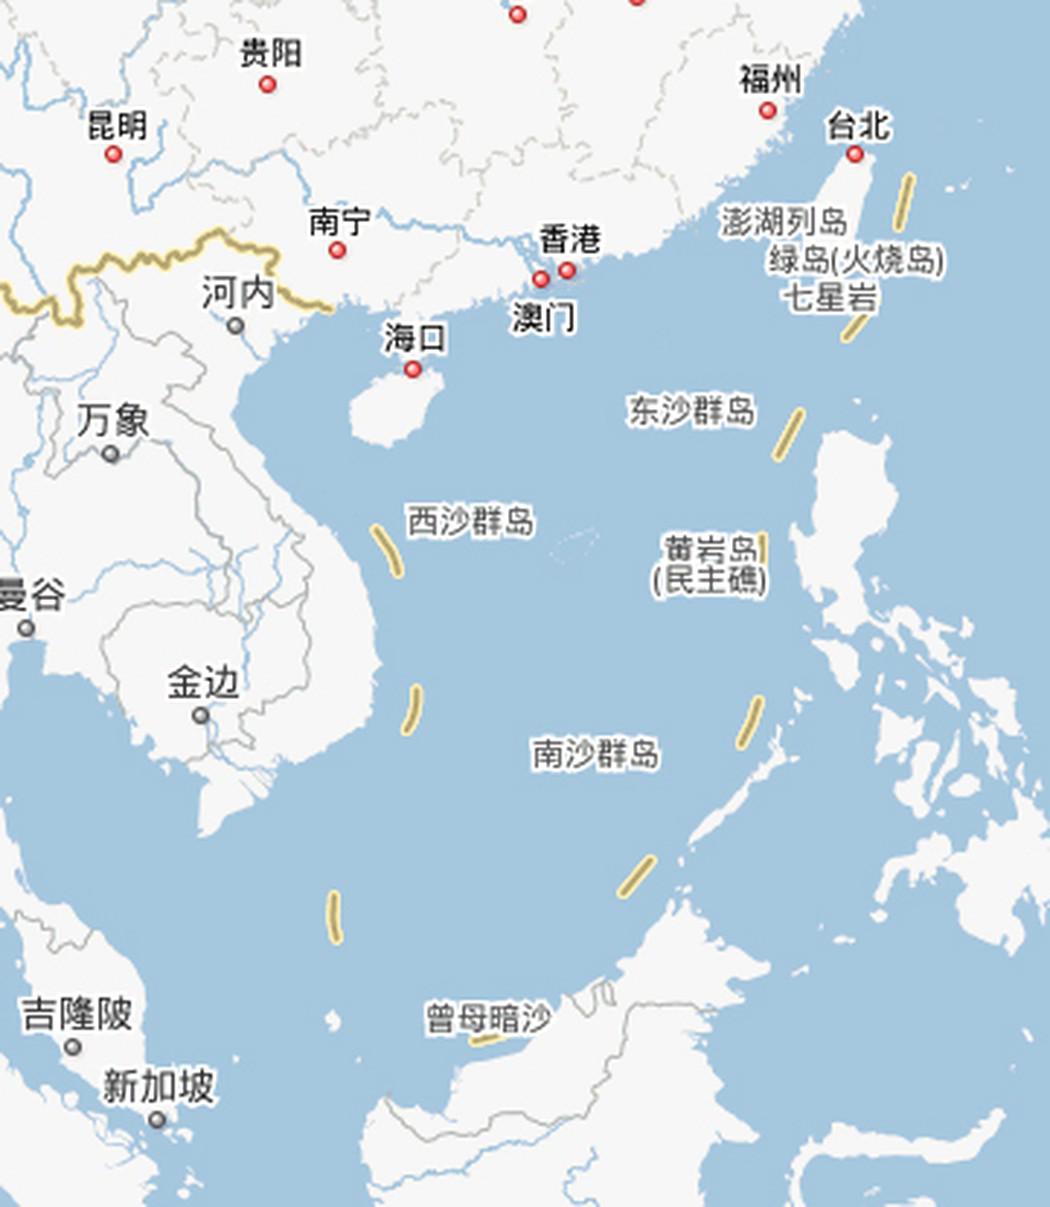 贵阳
福州
昆明
台北
南宁
澎湖列岛
香港
绿岛(火烧岛)
河内
七星岩
澳门
海口
东沙群岛
万象
西沙群岛
黄岩岛
(民主礁)
曼谷
金边
南沙群岛
吉隆陂
曾母暗沙
新加坡